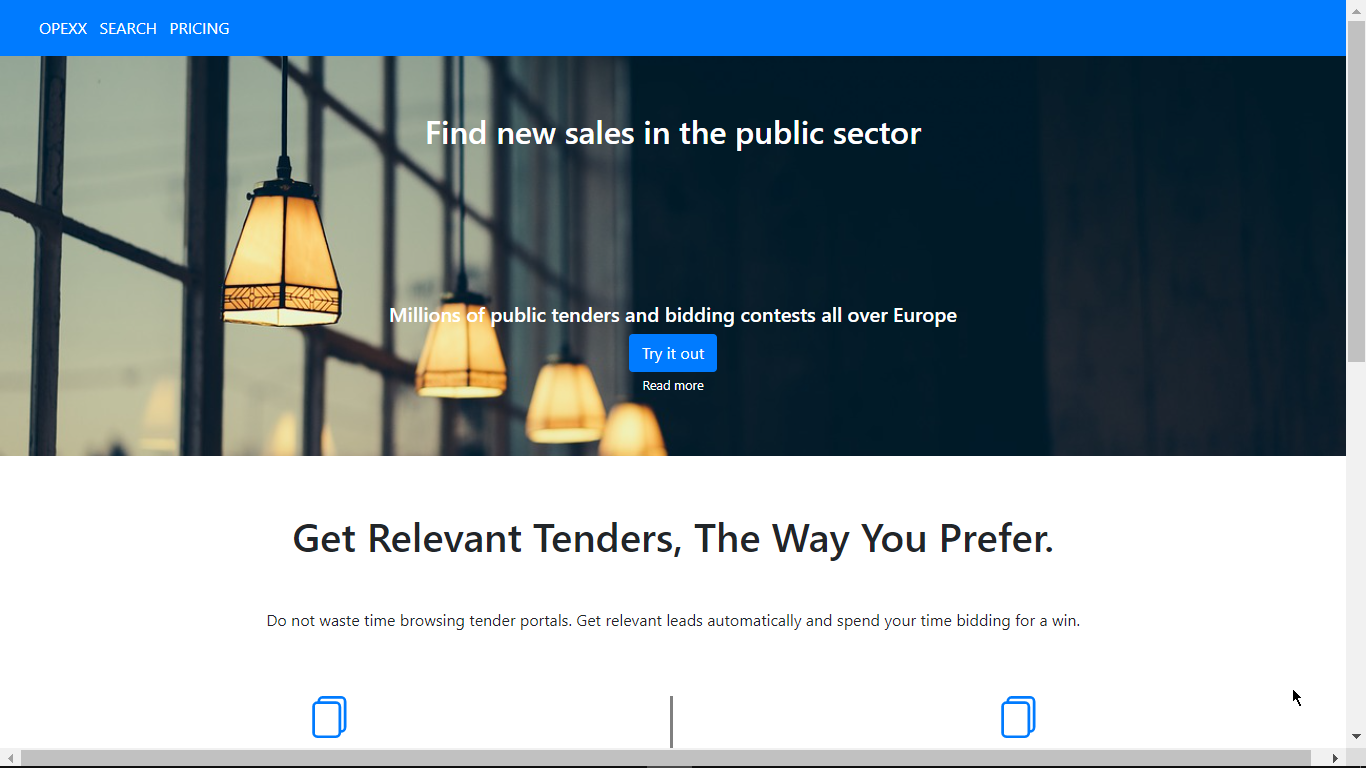 OPEXX SEARCH PRICING
Find new sales in the public sector
Millions of public tenders and bidding contests all over Europe
Try it out
Read more
Get Relevant Tenders, The Way You Prefer.
Do not waste time browsing tender portals. Get relevant leads automatically and spend your time bidding for a win.